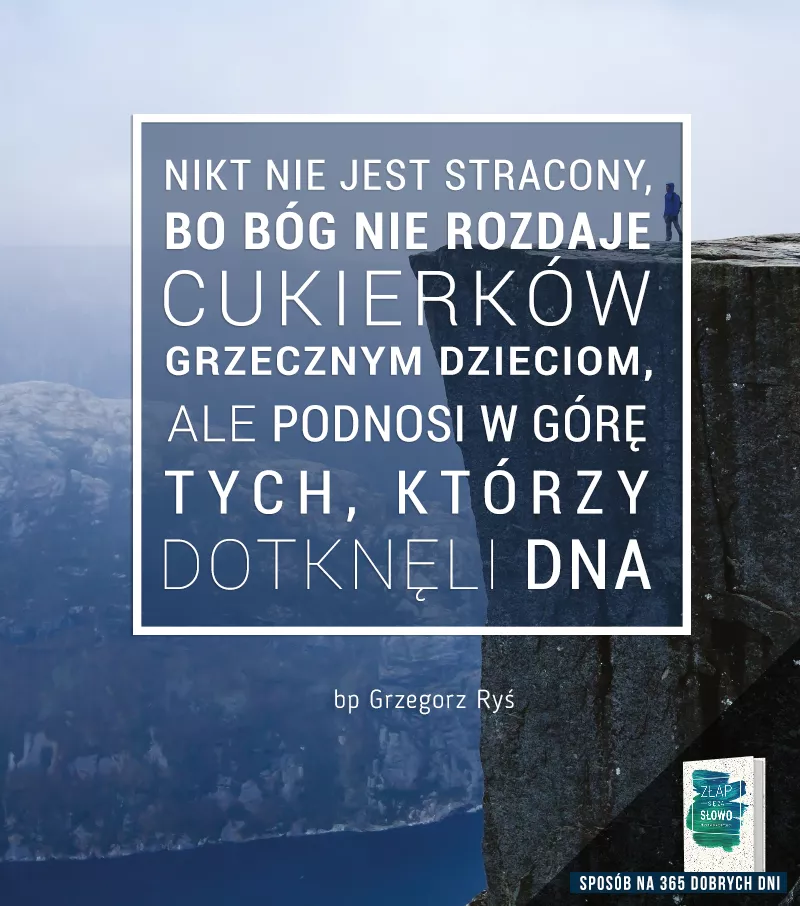 NIKT NIE JEST STRACONY,
BO BÓG NIE ROZDAJE
CUKIERKÓW
GRZECZNYM DZIECIOM,
ALE PODNOSI W GÓRĘ
TYCH, KTÓRZY
DOTKNĘLI DNA
bp Grzegorz Ryś
ZŁAP
SŁOWO
SPOSÓB NA 365 DOBRYCH DNI